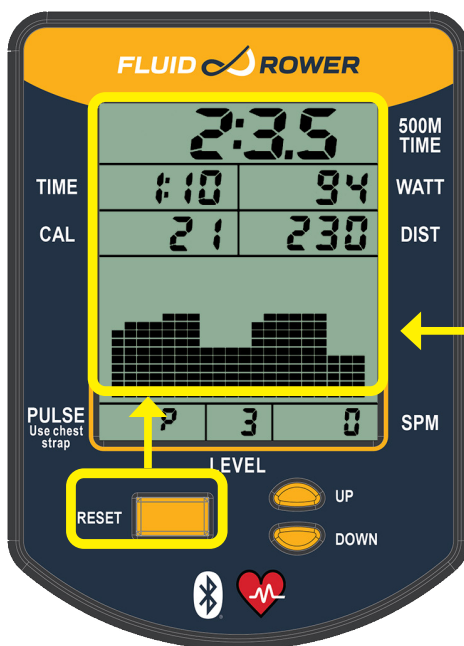 FLUID ROWER
2:3.5 500M TIME
TIME 1:10 94 WATT
CAL 21 230 DIST
PULSE Use chest strap P 3 0 SPM
LEVEL
RESET UP
DOWN